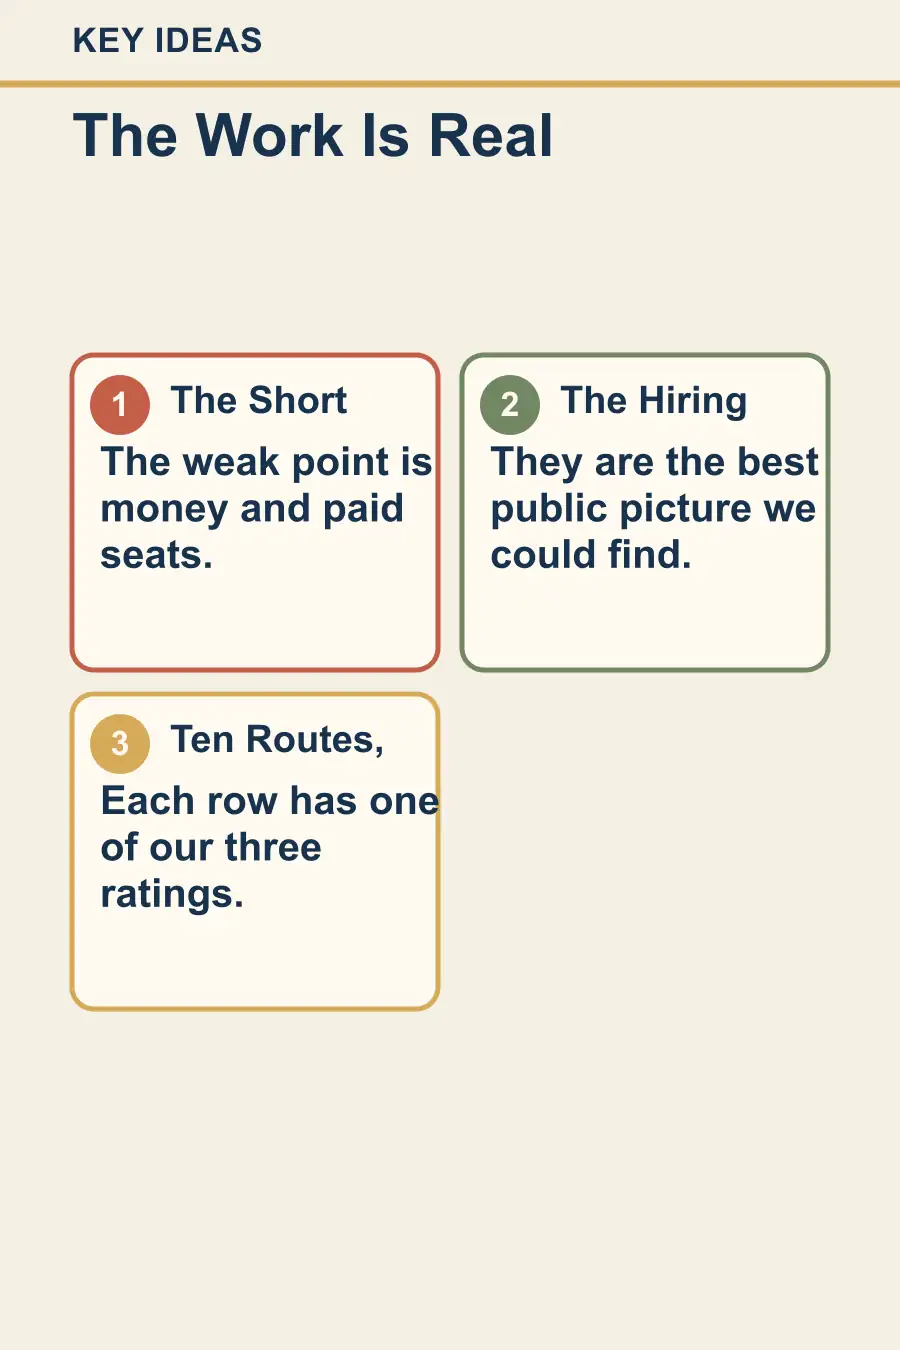 KEY IDEAS
The Work Is Real
1
The Short
The weak point is
money and paid
seats.
2
The Hiring
They are the best
public picture we
could find.
3
Ten Routes,
Each row has one
of our three
ratings.